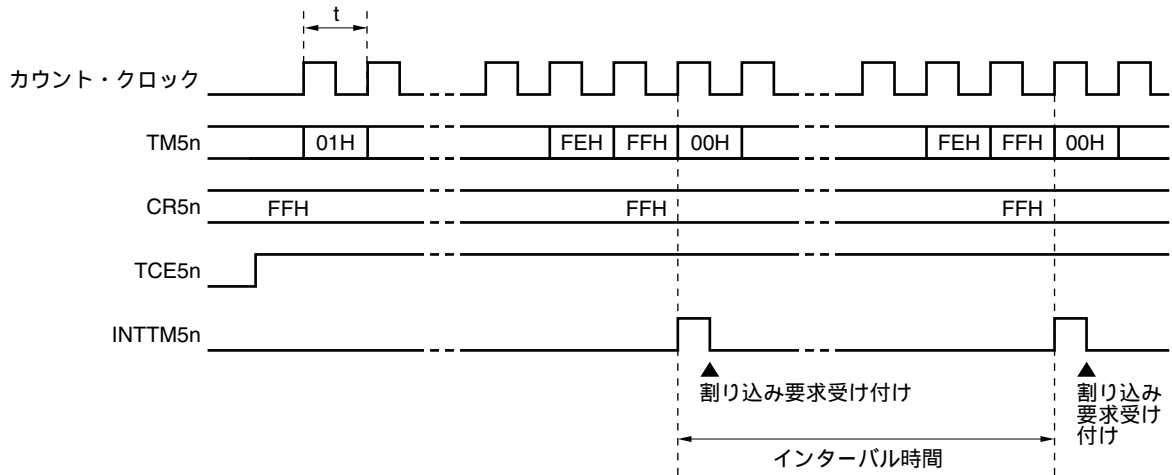 t
カウント・クロック
TM5n 01H FEH FFH 00H FEH FFH 00H
CR5n FFH FFH FFH
TCE5n
INTTM5n
割り込み要求受け付け
割り込み
要求受け
付け
インターバル時間